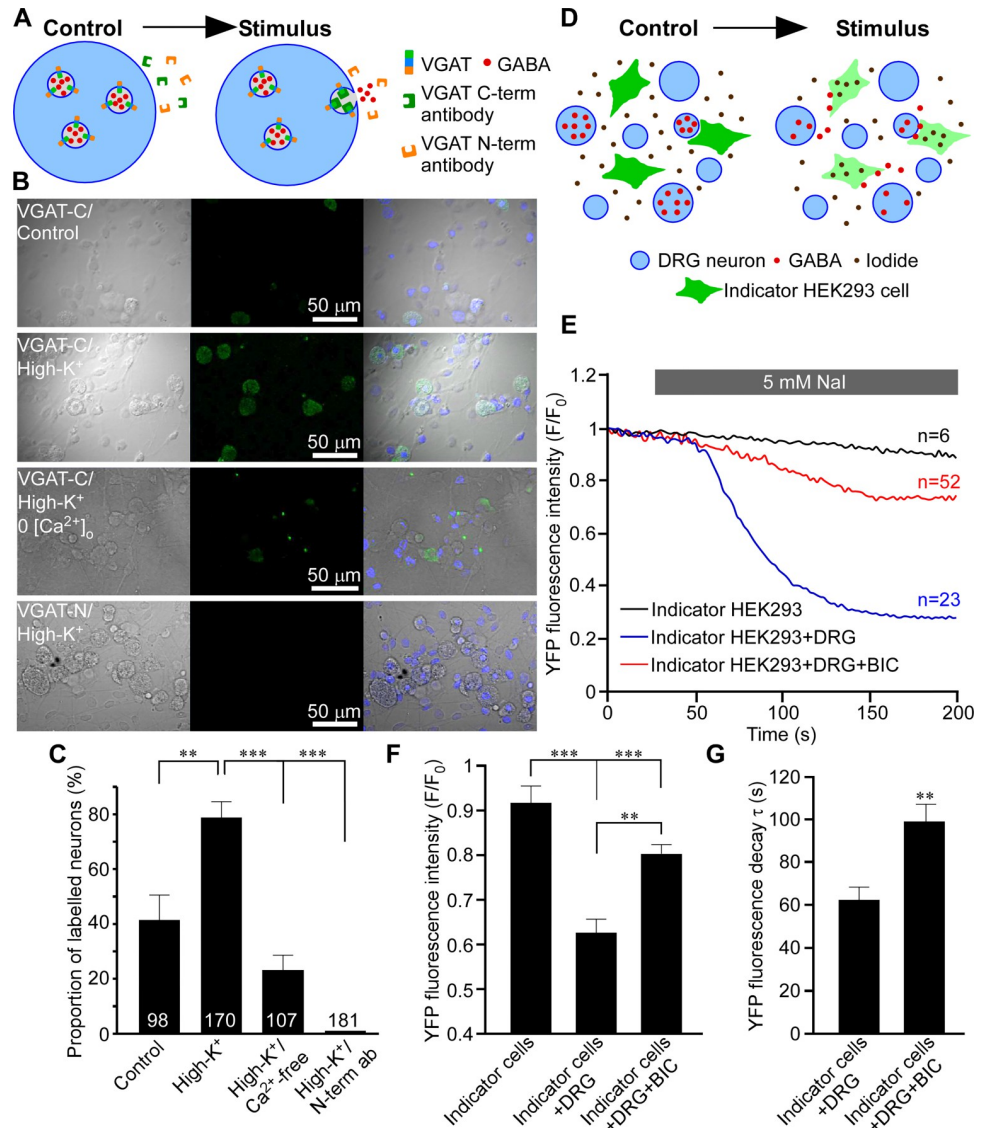 A
Control
Stimulus
VGAT
GABA
VGAT C-term
antibody
VGAT N-term
antibody
B
VGAT-C/
Control
50 μm
VGAT-C/
High-K⁺
50 μm
VGAT-C/
High-K⁺
0 [Ca²⁺]ₒ
50 μm
VGAT-N/
High-K⁺
50 μm
C
Proportion of labelled neurons (%)
80
60
40
20
0
**
***
***
98
170
107
181
Control
High-K⁺
High-K⁺/
Ca²⁺-free
High-K⁺/
N-term ab
D
Control
Stimulus
DRG neuron
GABA
Iodide
Indicator HEK293 cell
E
YFP fluorescence intensity (F/F₀)
1.2
1
0.8
0.6
0.4
0.2
0
5 mM NaI
n=6
n=52
n=23
Indicator HEK293
Indicator HEK293+DRG
Indicator HEK293+DRG+BIC
0
50
100
150
200
Time (s)
F
YFP fluorescence intensity (F/F₀)
1
0.9
0.8
0.7
0.6
0.5
0.4
***
***
**
Indicator cells
Indicator cells
+DRG
Indicator cells
+DRG+BIC
G
YFP fluorescence decay τ (s)
120
100
80
60
40
20
0
**
Indicator cells
+DRG
Indicator cells
+DRG+BIC